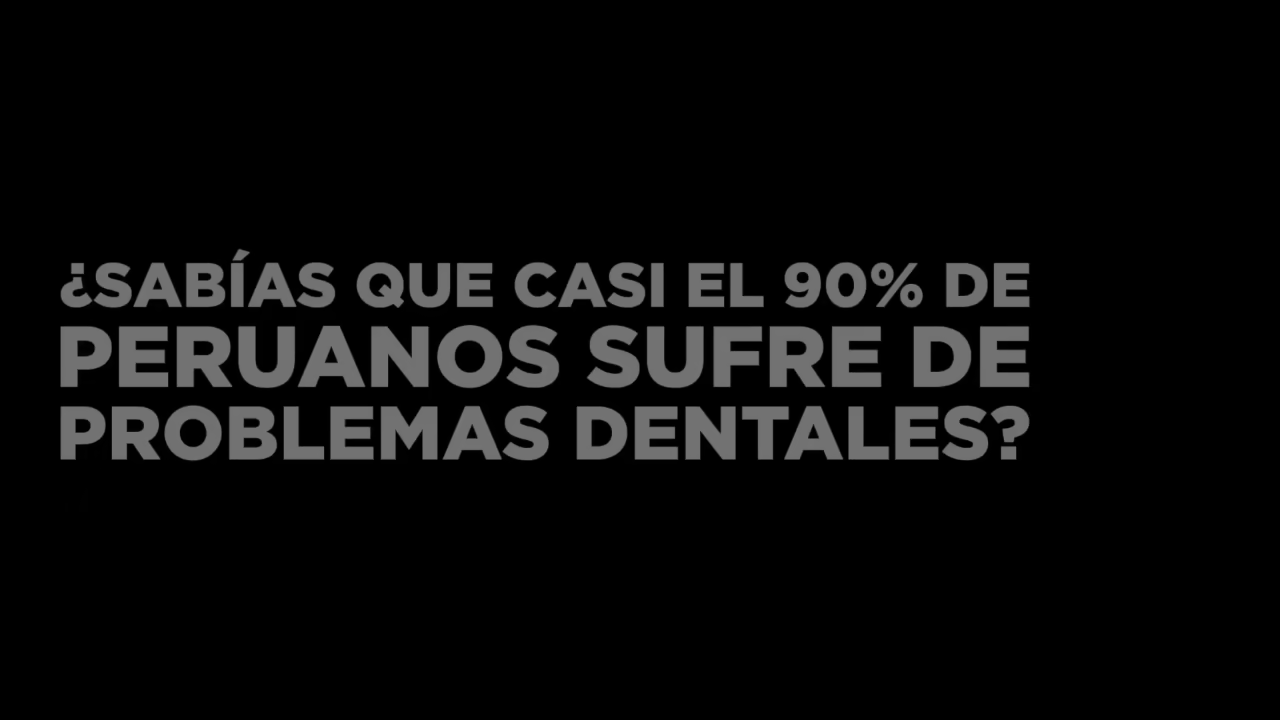 ¿SABÍAS QUE CASI EL 90% DE
PERUANOS SUFRE DE
PROBLEMAS DENTALES?